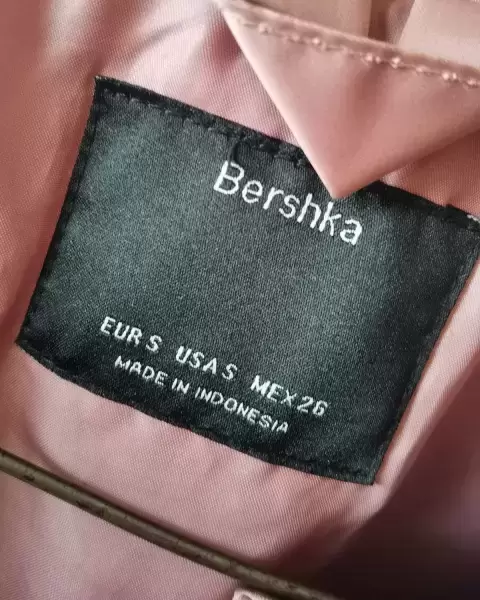 Bershka
EUR S USA S MEX 26
MADE IN INDONESIA